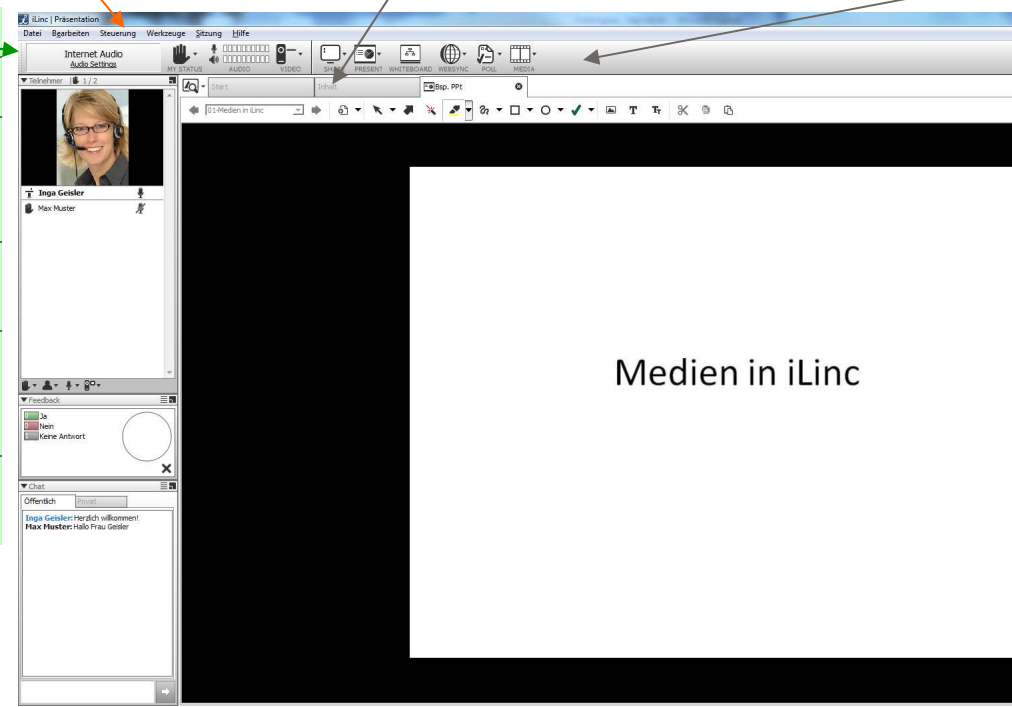 iLinc | Präsentation
Datei Bearbeiten Steuerung Werkzeuge Sitzung Hilfe
Internet Audio
Audio Settings
MY STATUS AUDIO VIDEO SHARE PRESENT WHITEBOARD WEBSYNC POLL MEDIA
Teilnehmer 1 / 2
Start Inhalt Bsp. PPt
01-Medien in iLinc
T Tт
Inga Geisler
Max Muster
Medien in iLinc
Feedback
Ja
Nein
Keine Antwort
Chat
Öffentlich Privat
Inga Geisler: Herzlich willkommen!
Max Muster: Hallo Frau Geisler